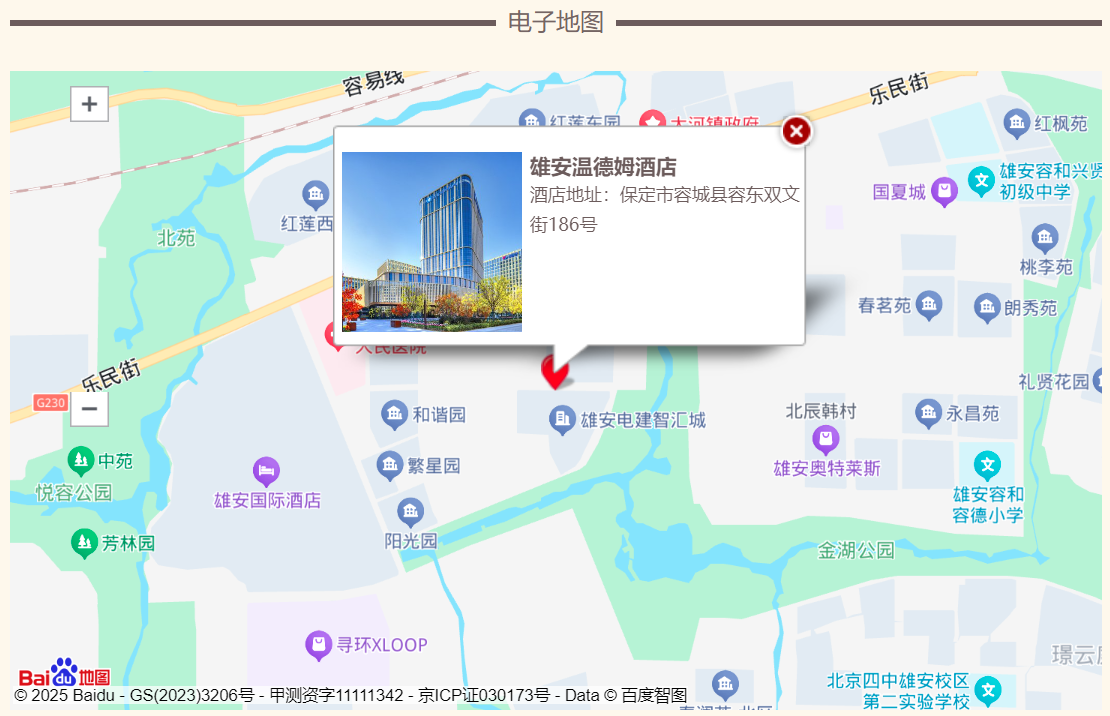 电子地图
容易线
乐民街
+
红莲东园
大河镇政府
红枫苑
雄安温德姆酒店
酒店地址：保定市容城县容东双文
街186号
雄安容和兴贤
初级中学
国夏城
红莲西
北苑
桃李苑
春茗苑
朗秀苑
人民医院
乐民街
G230
−
礼贤花园
和谐园
雄安电建智汇城
北辰韩村
永昌苑
中苑
繁星园
雄安奥特莱斯
悦容公园
雄安国际酒店
雄安容和
容德小学
阳光园
芳林园
金湖公园
寻环XLOOP
璟云
Bai 地图
北京四中雄安校区
第二实验学校
© 2025 Baidu - GS(2023)3206号 - 甲测资字11111342 - 京ICP证030173号 - Data © 百度智图